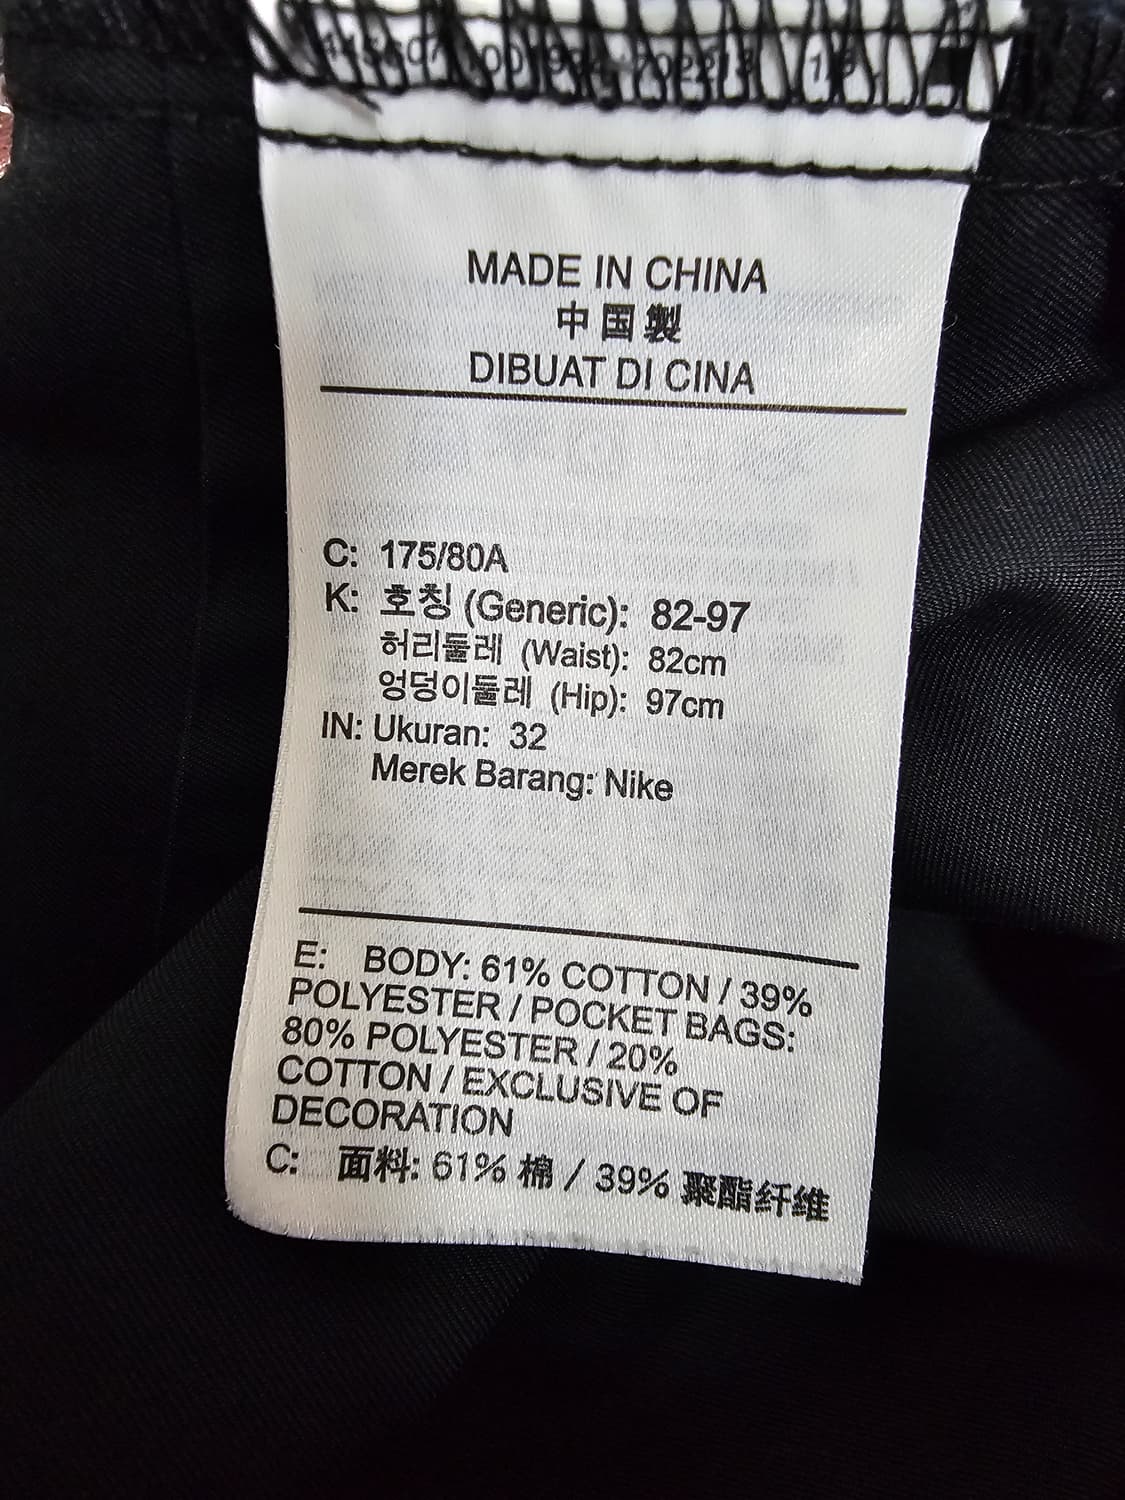 MADE IN CHINA
中国製
DIBUAT DI CINA
C: 175/80A
K: 호칭 (Generic): 82-97
허리둘레 (Waist): 82cm
엉덩이둘레 (Hip): 97cm
IN: Ukuran: 32
Merek Barang: Nike
E: BODY: 61% COTTON / 39%
POLYESTER / POCKET BAGS:
80% POLYESTER / 20%
COTTON / EXCLUSIVE OF
DECORATION
C: 面料: 61% 棉 / 39% 聚酯纤维